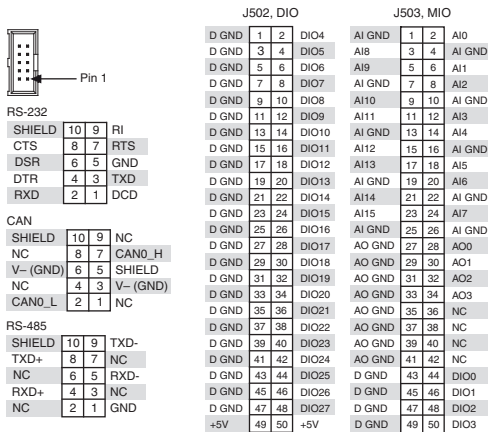 Pin 1
RS-232
SHIELD 10 9 RI
CTS 8 7 RTS
DSR 6 5 GND
DTR 4 3 TXD
RXD 2 1 DCD
CAN
SHIELD 10 9 NC
NC 8 7 CAN0_H
V– (GND) 6 5 SHIELD
NC 4 3 V– (GND)
CAN0_L 2 1 NC
RS-485
SHIELD 10 9 TXD-
TXD+ 8 7 NC
NC 6 5 RXD-
RXD+ 4 3 NC
NC 2 1 GND
J502, DIO
D GND 1 2 DIO4
D GND 3 4 DIO5
D GND 5 6 DIO6
D GND 7 8 DIO7
D GND 9 10 DIO8
D GND 11 12 DIO9
D GND 13 14 DIO10
D GND 15 16 DIO11
D GND 17 18 DIO12
D GND 19 20 DIO13
D GND 21 22 DIO14
D GND 23 24 DIO15
D GND 25 26 DIO16
D GND 27 28 DIO17
D GND 29 30 DIO18
D GND 31 32 DIO19
D GND 33 34 DIO20
D GND 35 36 DIO21
D GND 37 38 DIO22
D GND 39 40 DIO23
D GND 41 42 DIO24
D GND 43 44 DIO25
D GND 45 46 DIO26
D GND 47 48 DIO27
+5V 49 50 +5V
J503, MIO
AI GND 1 2 AI0
AI8 3 4 AI GND
AI9 5 6 AI1
AI GND 7 8 AI2
AI10 9 10 AI GND
AI11 11 12 AI3
AI GND 13 14 AI4
AI12 15 16 AI GND
AI13 17 18 AI5
AI GND 19 20 AI6
AI14 21 22 AI GND
AI15 23 24 AI7
AI GND 25 26 AI GND
AO GND 27 28 AO0
AO GND 29 30 AO1
AO GND 31 32 AO2
AO GND 33 34 AO3
AO GND 35 36 NC
AO GND 37 38 NC
AO GND 39 40 NC
AO GND 41 42 NC
D GND 43 44 DIO0
D GND 45 46 DIO1
D GND 47 48 DIO2
D GND 49 50 DIO3